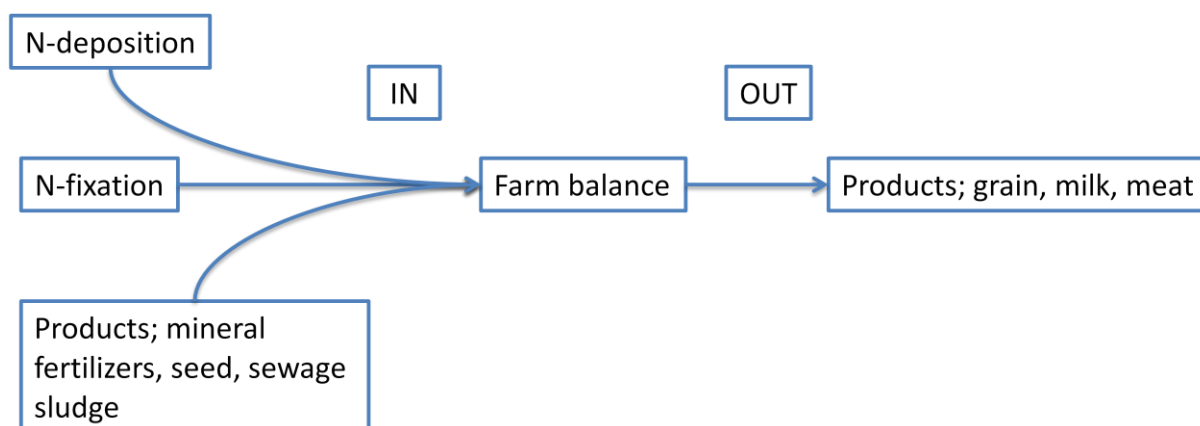 N-deposition
IN
OUT
N-fixation
Farm balance
Products; grain, milk, meat
Products; mineral
fertilizers, seed, sewage
sludge